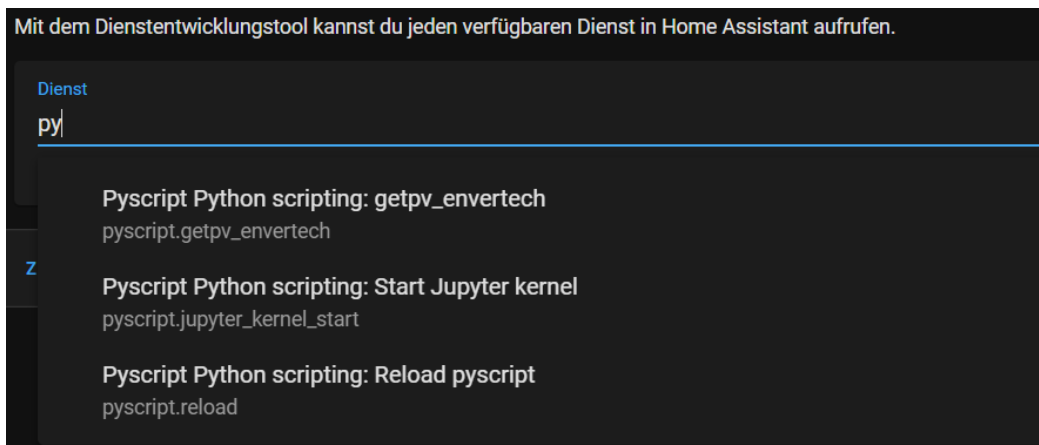 Mit dem Dienstentwicklungstool kannst du jeden verfügbaren Dienst in Home Assistant aufrufen.
Dienst
py
Pyscript Python scripting: getpv_envertech
pyscript.getpv_envertech
Z
Pyscript Python scripting: Start Jupyter kernel
pyscript.jupyter_kernel_start
Pyscript Python scripting: Reload pyscript
pyscript.reload